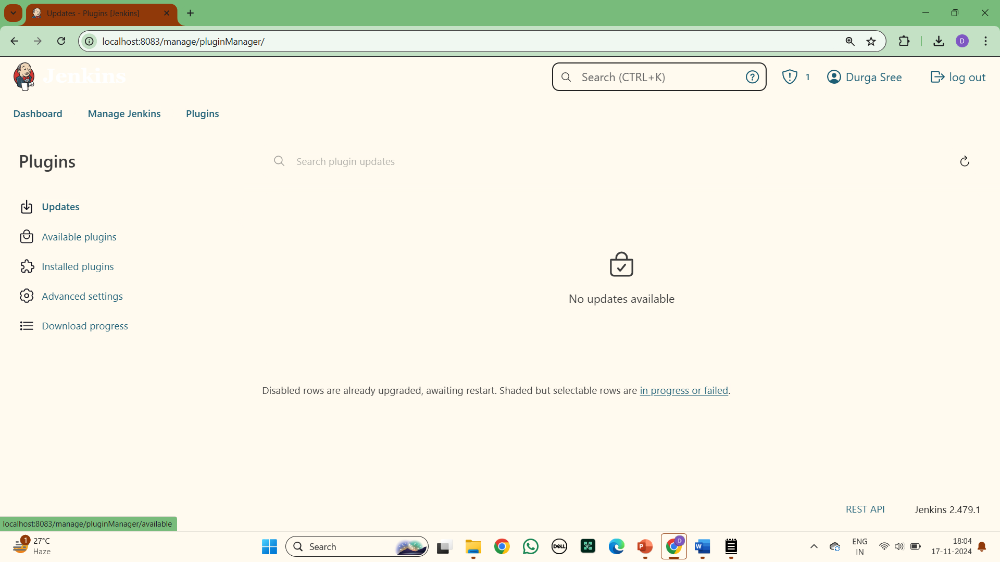 Updates - Plugins [Jenkins]
localhost:8083/manage/pluginManager/
D
Jenkins
Search (CTRL+K)
1
Durga Sree
log out
Dashboard
Manage Jenkins
Plugins
Plugins
Search plugin updates
Updates
Available plugins
Installed plugins
Advanced settings
Download progress
No updates available
Disabled rows are already upgraded, awaiting restart. Shaded but selectable rows are in progress or failed.
REST API
Jenkins 2.479.1
localhost:8083/manage/pluginManager/available
1
27°C
Haze
Search
DELL
P
D
W
ENG
IN
18:04
17-11-2024